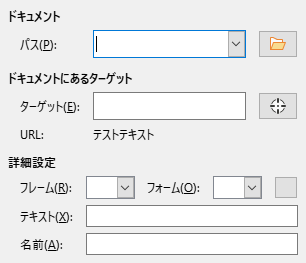 ドキュメント
パス(P):
ドキュメントにあるターゲット
ターゲット(E):
URL: テストテキスト
詳細設定
フレーム(R): フォーム(O):
テキスト(X):
名前(A):